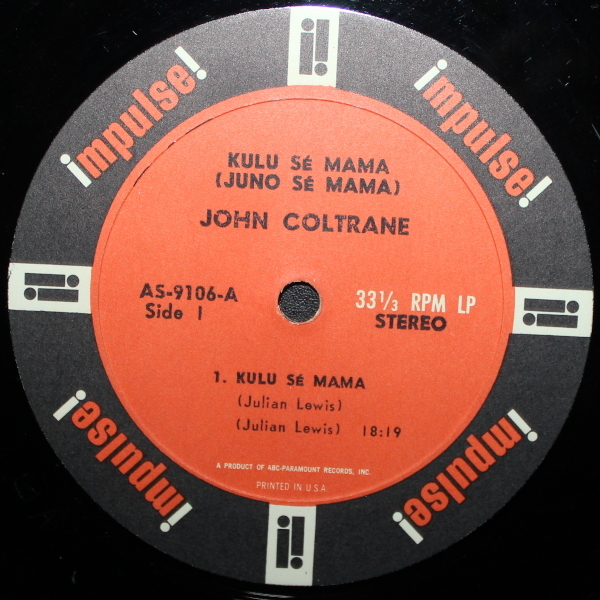 impulse!
impulse!
KULU SÉ MAMA
(JUNO SÉ MAMA)
JOHN COLTRANE
AS-9106-A
Side 1
33 1/3 RPM LP
STEREO
1. KULU SÉ MAMA
(Julian Lewis)
(Julian Lewis) 18:19
A PRODUCT OF ABC-PARAMOUNT RECORDS, INC.
PRINTED IN U.S.A.
impulse!
impulse!